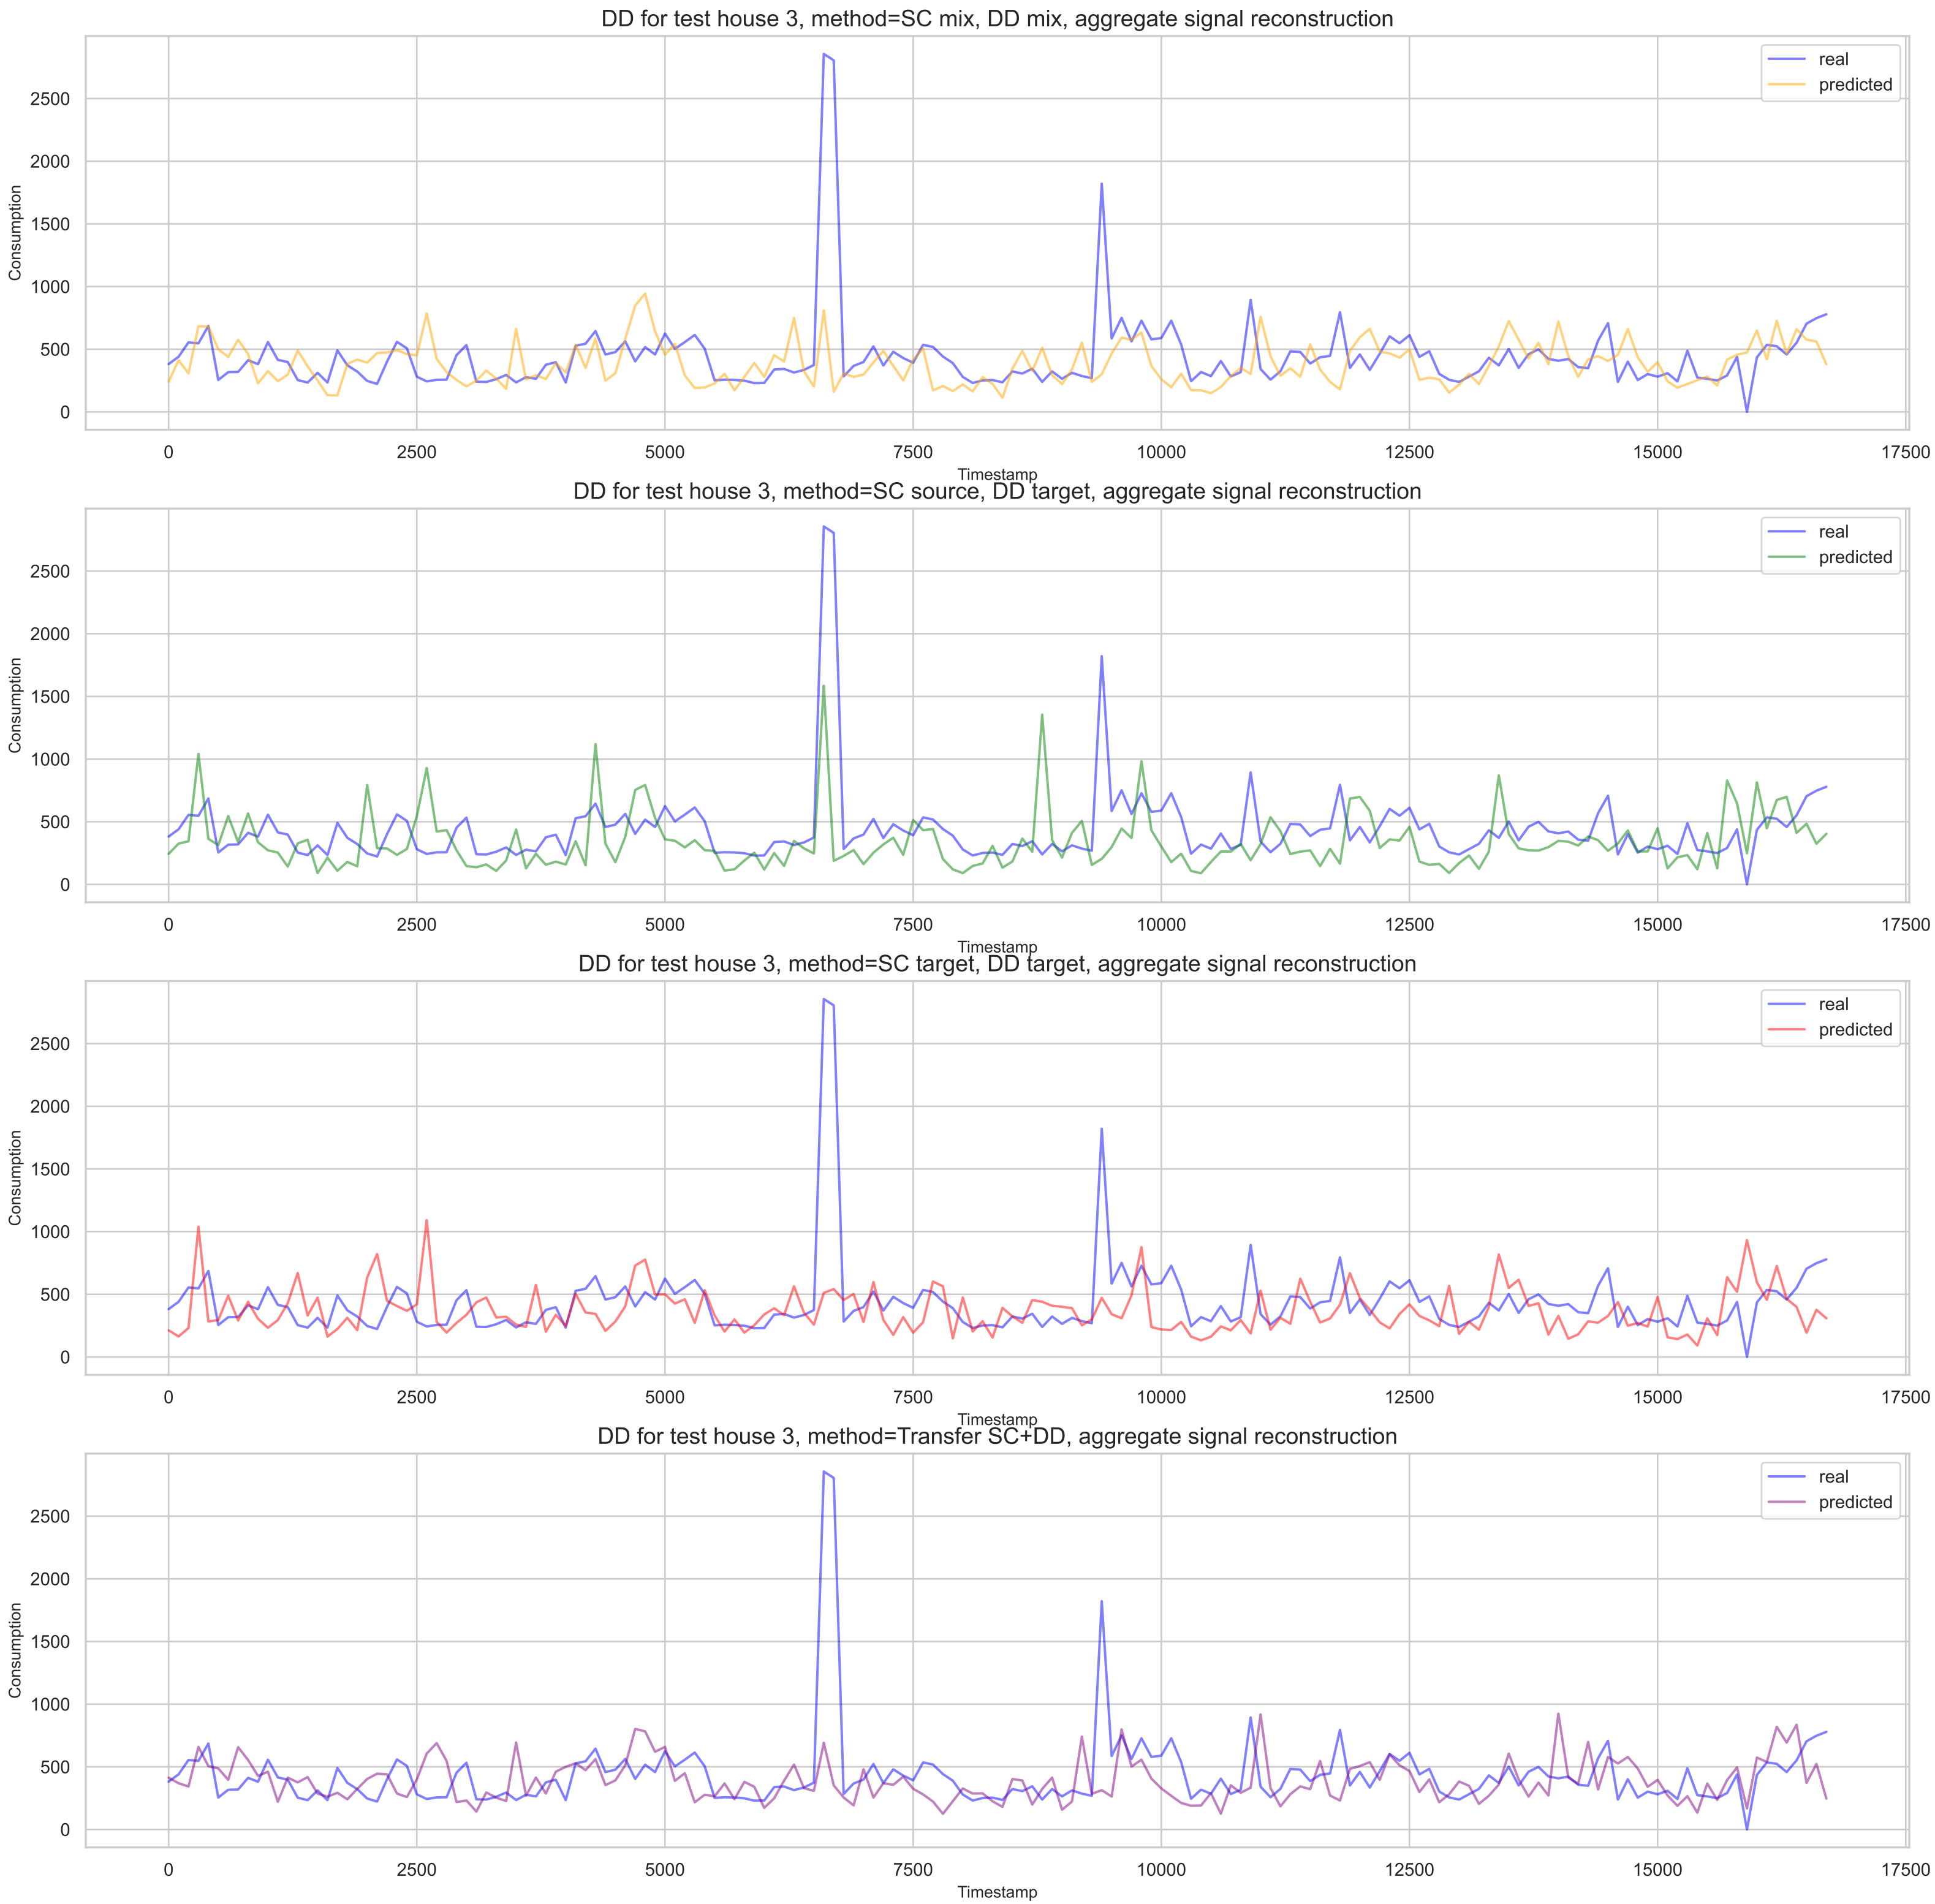 DD for test house 3, method=SC mix, DD mix, aggregate signal reconstruction
real
predicted
2500
2000
1500
1000
500
0
Consumption
0 2500 5000 7500 10000 12500 15000 17500
Timestamp
DD for test house 3, method=SC source, DD target, aggregate signal reconstruction
real
predicted
2500
2000
1500
1000
500
0
Consumption
0 2500 5000 7500 10000 12500 15000 17500
Timestamp
DD for test house 3, method=SC target, DD target, aggregate signal reconstruction
real
predicted
2500
2000
1500
1000
500
0
Consumption
0 2500 5000 7500 10000 12500 15000 17500
Timestamp
DD for test house 3, method=Transfer SC+DD, aggregate signal reconstruction
real
predicted
2500
2000
1500
1000
500
0
Consumption
0 2500 5000 7500 10000 12500 15000 17500
Timestamp